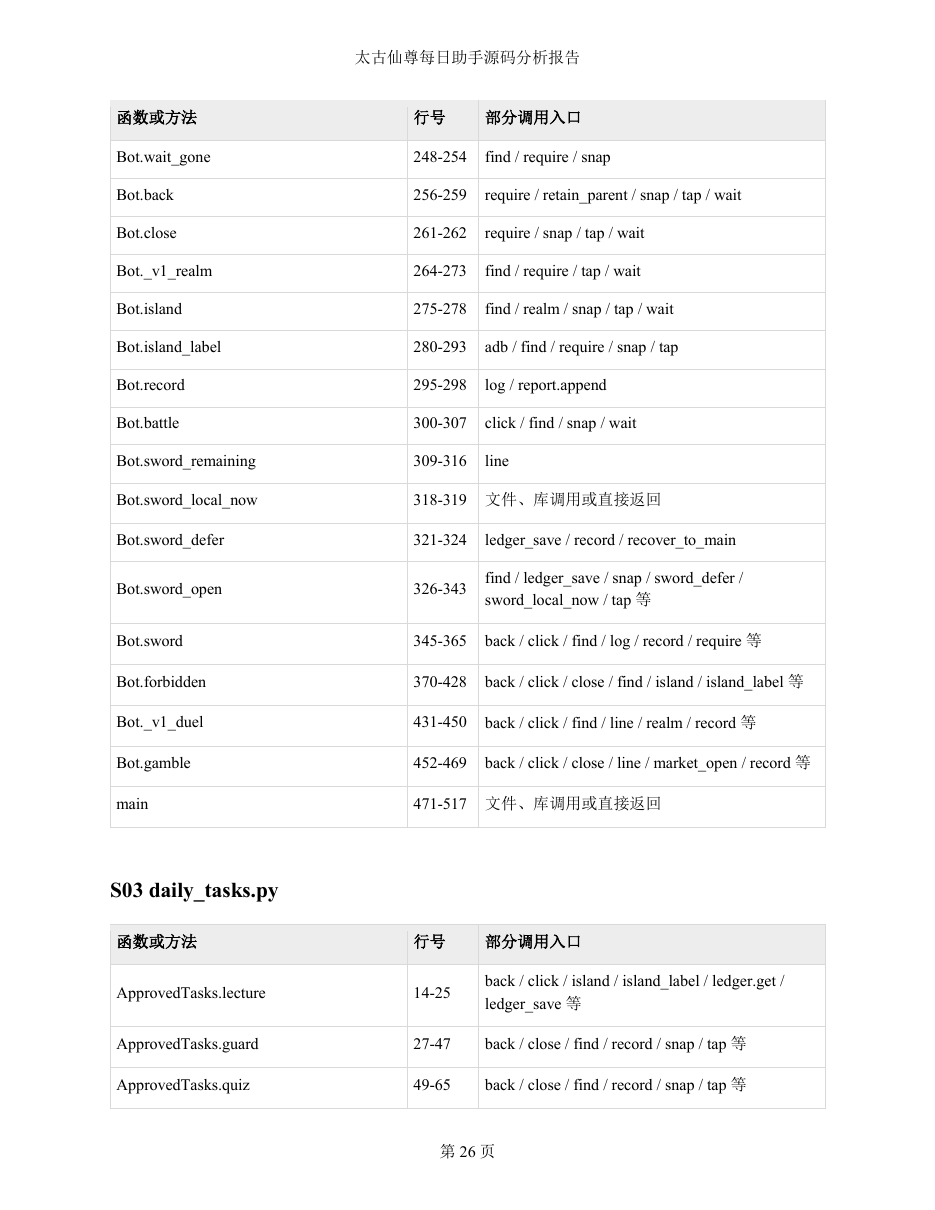 太古仙尊每日助手源码分析报告
函数或方法 行号 部分调用入口
Bot.wait_gone 248-254 find / require / snap
Bot.back 256-259 require / retain_parent / snap / tap / wait
Bot.close 261-262 require / snap / tap / wait
Bot._v1_realm 264-273 find / require / tap / wait
Bot.island 275-278 find / realm / snap / tap / wait
Bot.island_label 280-293 adb / find / require / snap / tap
Bot.record 295-298 log / report.append
Bot.battle 300-307 click / find / snap / wait
Bot.sword_remaining 309-316 line
Bot.sword_local_now 318-319 文件、库调用或直接返回
Bot.sword_defer 321-324 ledger_save / record / recover_to_main
Bot.sword_open 326-343 find / ledger_save / snap / sword_defer /
sword_local_now / tap 等
Bot.sword 345-365 back / click / find / log / record / require 等
Bot.forbidden 370-428 back / click / close / find / island / island_label 等
Bot._v1_duel 431-450 back / click / find / line / realm / record 等
Bot.gamble 452-469 back / click / close / line / market_open / record 等
main 471-517 文件、库调用或直接返回
S03 daily_tasks.py
函数或方法 行号 部分调用入口
ApprovedTasks.lecture 14-25 back / click / island / island_label / ledger.get /
ledger_save 等
ApprovedTasks.guard 27-47 back / close / find / record / snap / tap 等
ApprovedTasks.quiz 49-65 back / close / find / record / snap / tap 等
第 26 页